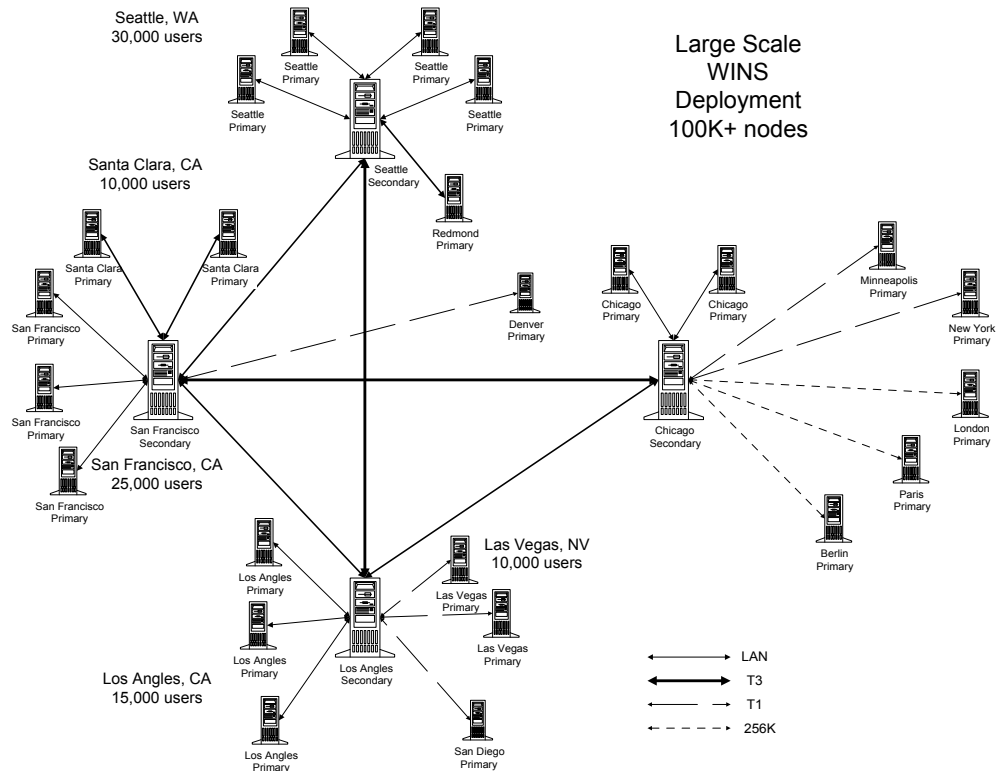 Seattle, WA
30,000 users
Seattle
Primary
Seattle
Primary
Seattle
Primary
Seattle
Primary
Seattle
Secondary
Redmond
Primary
Large Scale
WINS
Deployment
100K+ nodes
Santa Clara, CA
10,000 users
Santa Clara
Primary
Santa Clara
Primary
San Francisco
Primary
San Francisco
Primary
San Francisco
Primary
San Francisco
Secondary
San Francisco, CA
25,000 users
Denver
Primary
Chicago
Primary
Chicago
Primary
Chicago
Secondary
Minneapolis
Primary
New York
Primary
London
Primary
Paris
Primary
Berlin
Primary
Los Angles
Primary
Los Angles
Primary
Los Angles
Primary
Los Angles
Secondary
Los Angles, CA
15,000 users
Las Vegas, NV
10,000 users
Las Vegas
Primary
Las Vegas
Primary
San Diego
Primary
LAN
T3
T1
256K